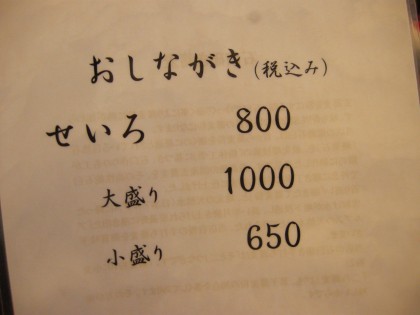 おしながき(税込み)
せいろ 800
大盛り 1000
小盛り 650